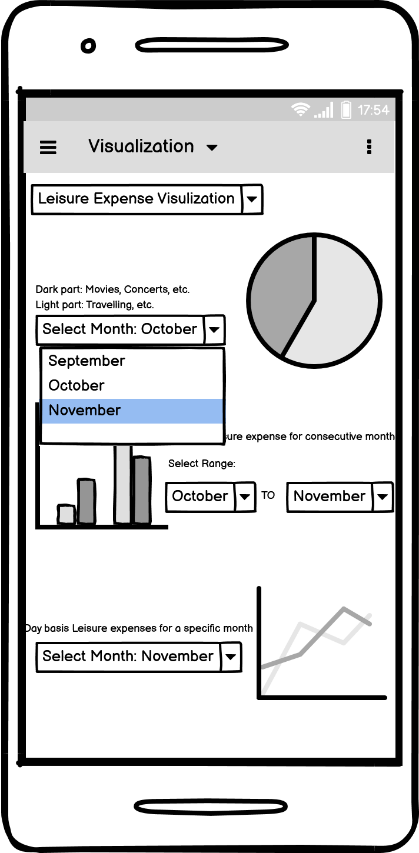 17:54
Visualization
Leisure Expense Visulization
Dark part: Movies, Concerts, etc.
Light part: Travelling, etc.
Select Month: October
September
October
November
expense for consecutive month
Select Range:
October TO November
Day basis Leisure expenses for a specific month
Select Month: November